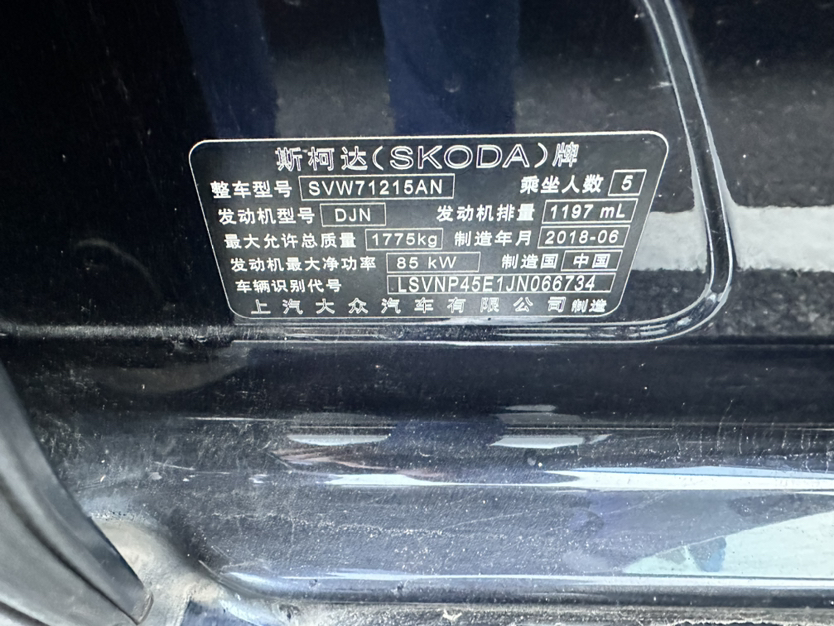 斯柯达(SKODA)牌
整车型号 SVW71215AN 乘坐人数 5
发动机型号 DJN 发动机排量 1197 mL
最大允许总质量 1775kg 制造年月 2018-06
发动机最大净功率 85 kW 制造国 中国
车辆识别代号 LSVNP45E1JN066734
上汽大众汽车有限公司制造